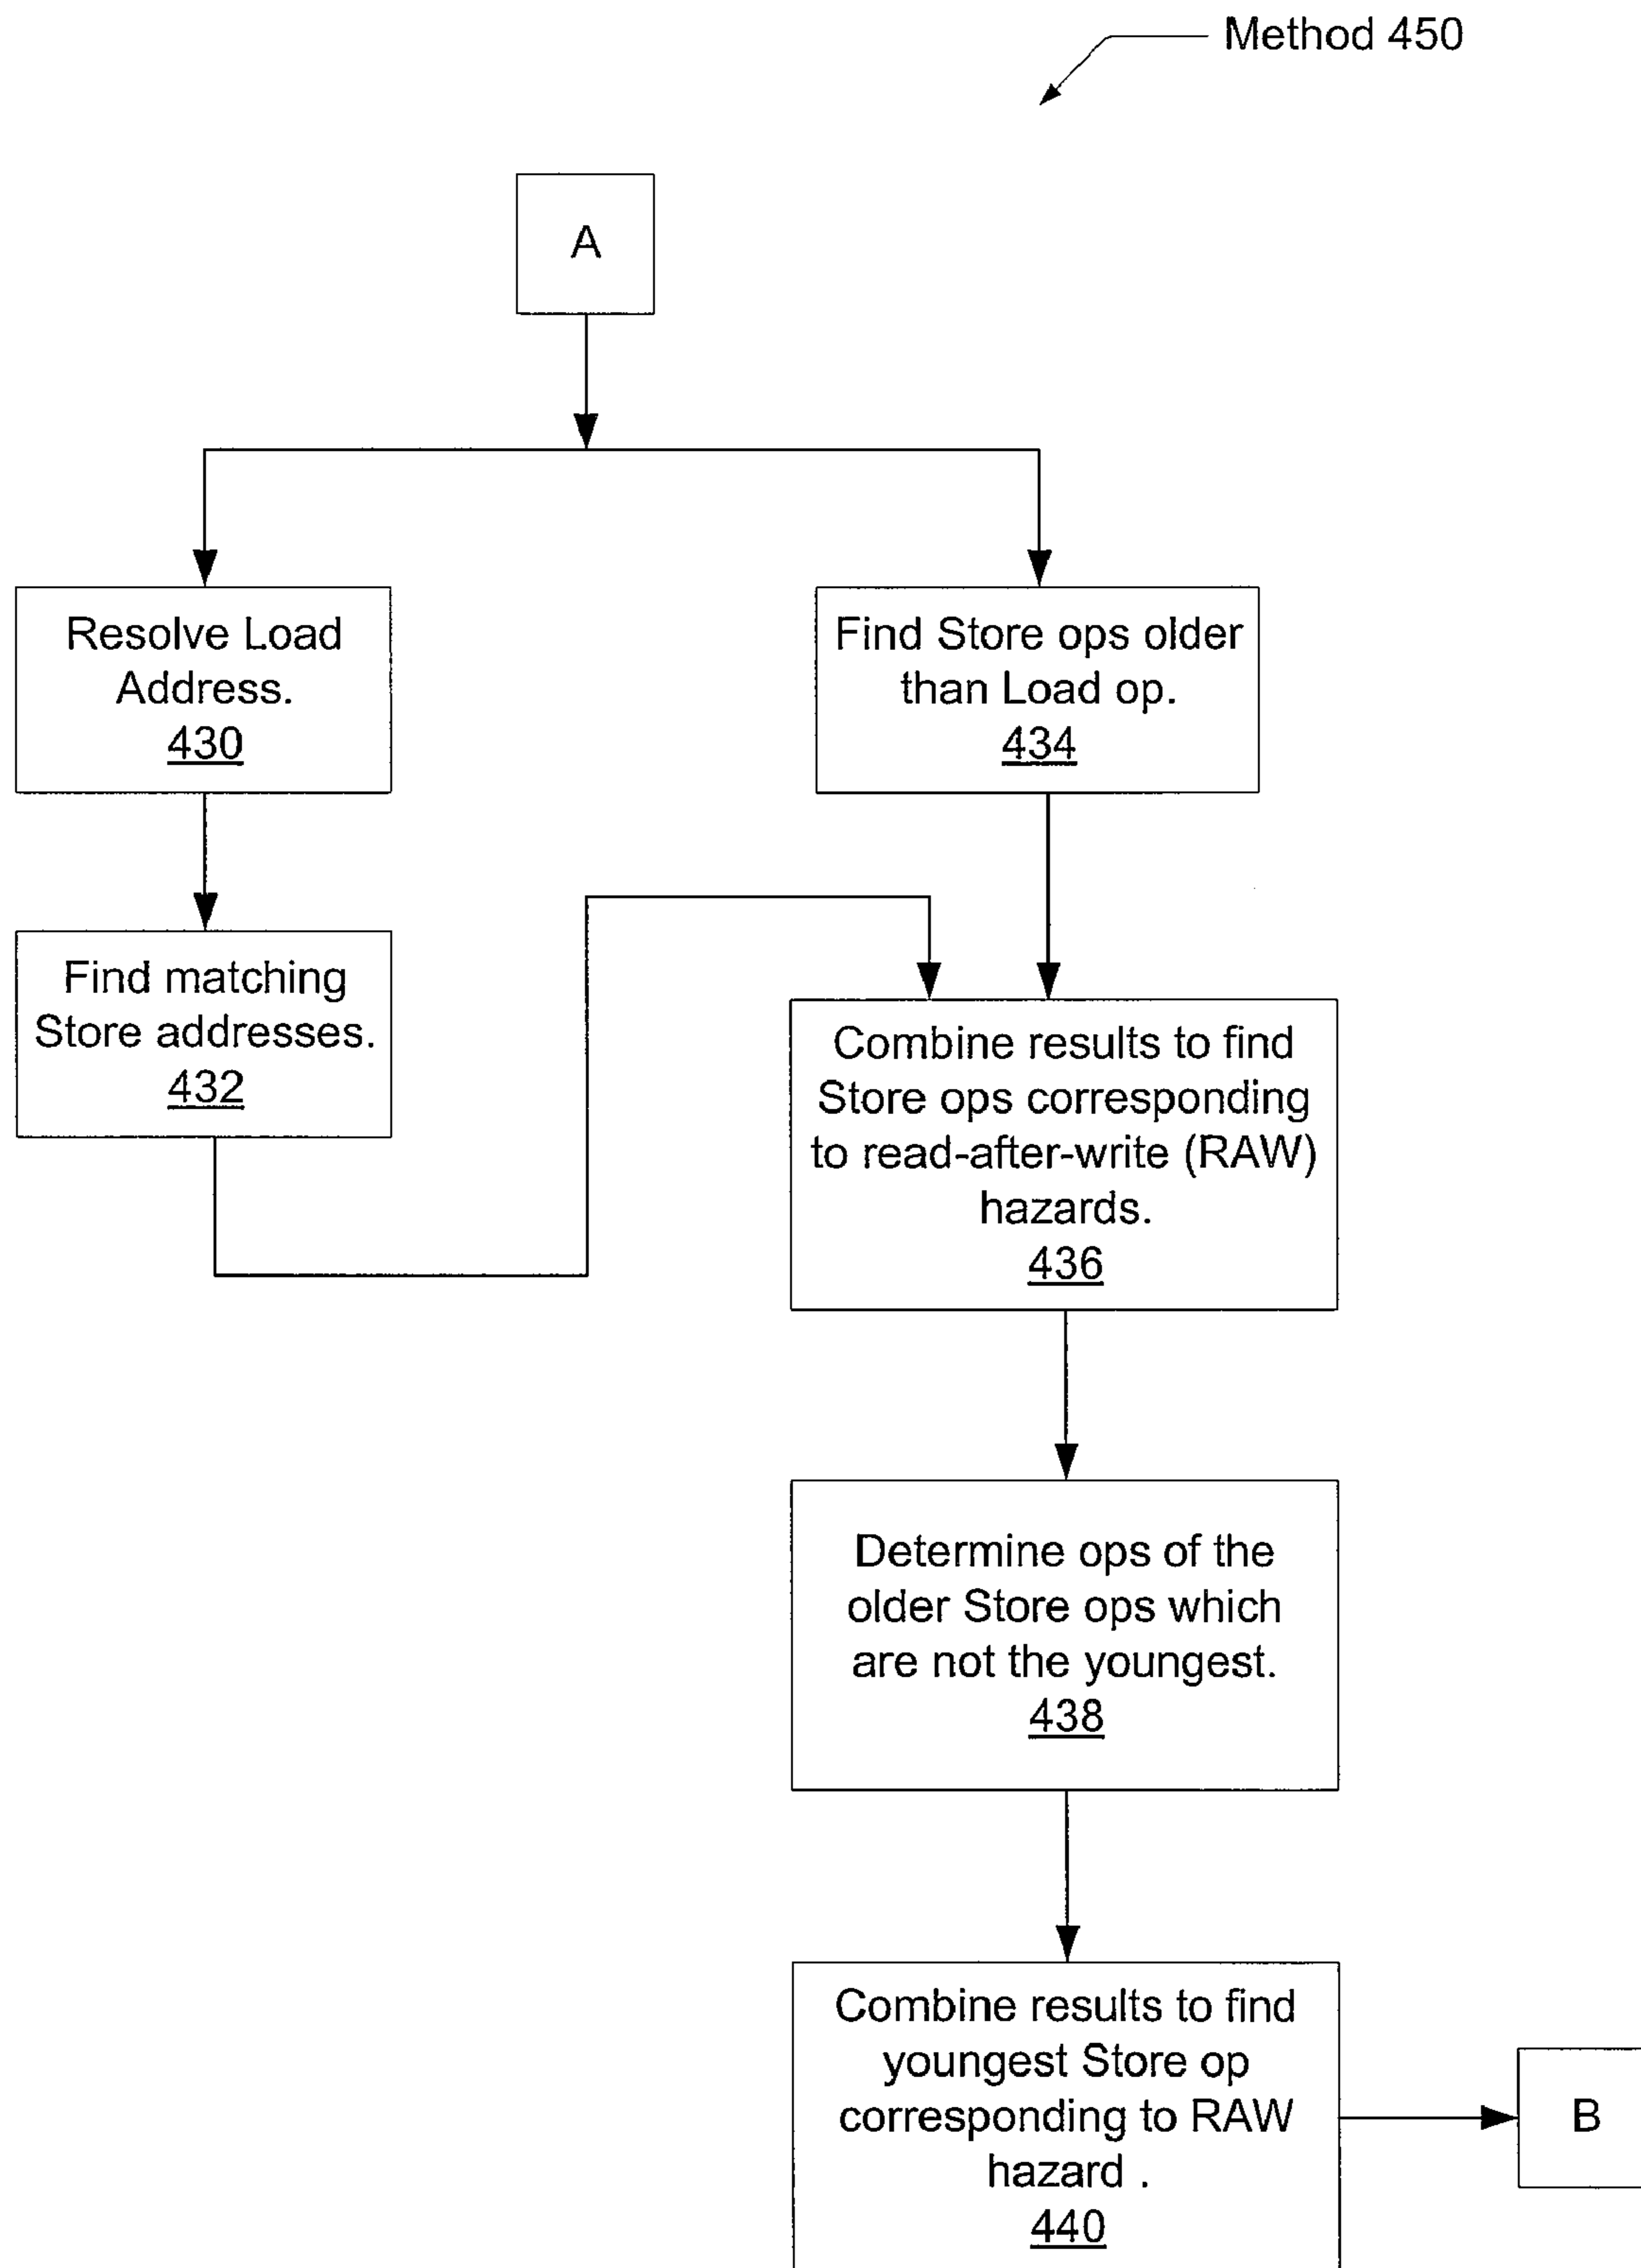 Method 450
A
Resolve Load
Address.
430
Find Store ops older
than Load op.
434
Find matching
Store addresses.
432
Combine results to find
Store ops corresponding
to read-after-write (RAW)
hazards.
436
Determine ops of the
older Store ops which
are not the youngest.
438
Combine results to find
youngest Store op
corresponding to RAW
hazard .
440
B